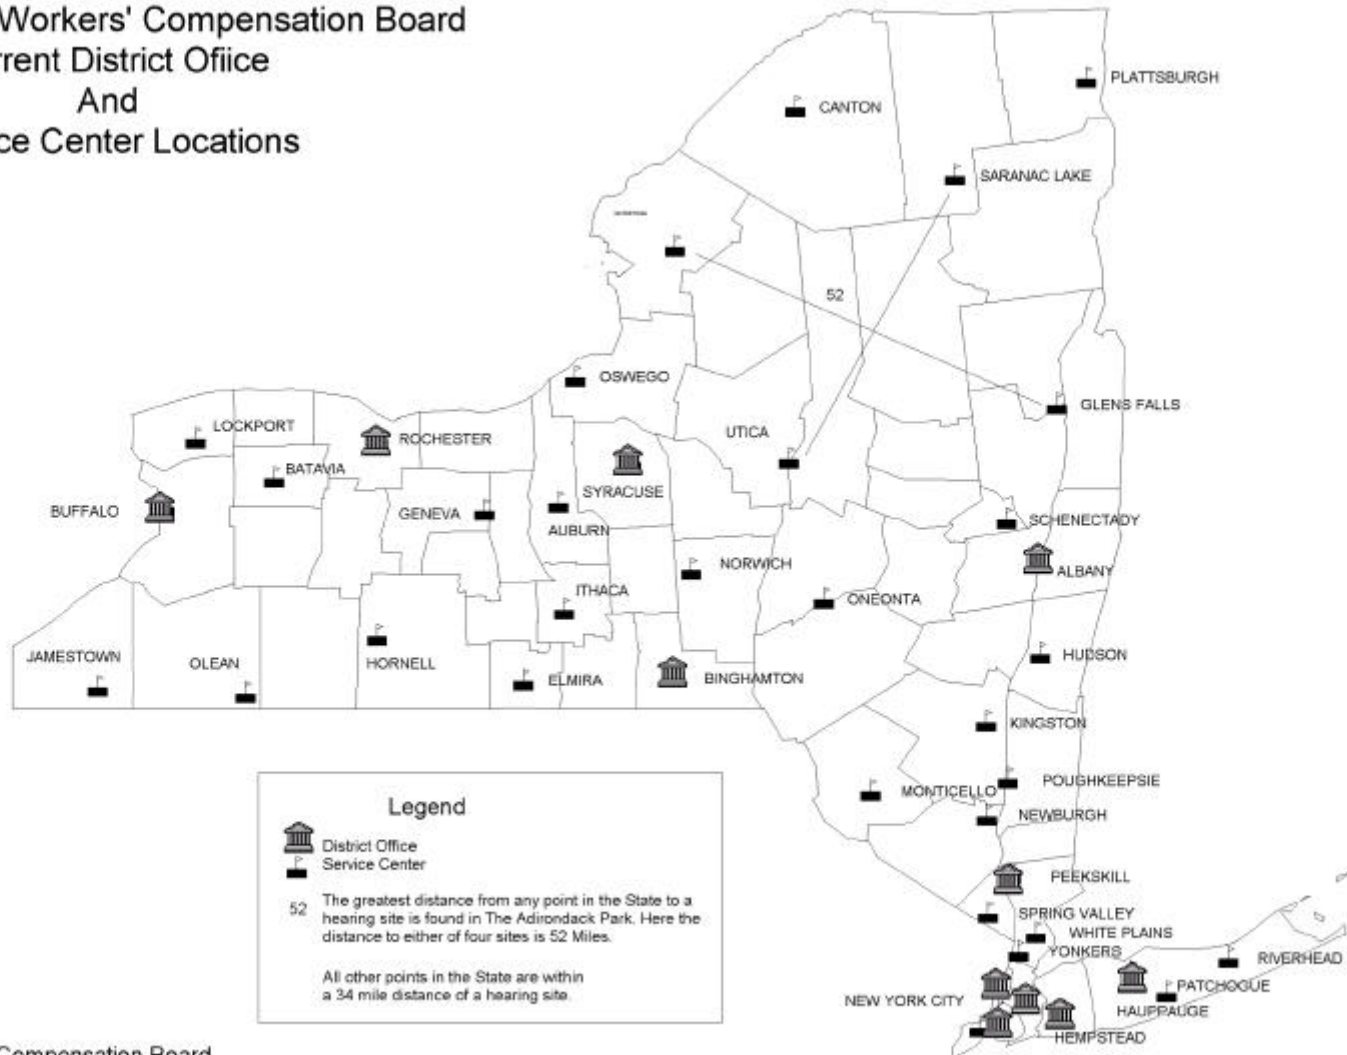 Workers' Compensation Board
rrent District Ofiice
And
ce Center Locations
PLATTSBURGH
CANTON
SARANAC LAKE
52
OSWEGO
GLENS FALLS
LOCKPORT
UTICA
ROCHESTER
BATAVIA
SYRACUSE
BUFFALO
GENEVA
SCHENECTADY
AUBURN
NORWICH
ALBANY
ITHACA
ONEONTA
JAMESTOWN
OLEAN
HORNELL
HUDSON
ELMIRA
BINGHAMTON
KINGSTON
POUGHKEEPSIE
MONTICELLO
NEWBURGH
Legend
District Office
Service Center
52
The greatest distance from any point in the State to a
hearing site is found in The Adirondack Park. Here the
distance to either of four sites is 52 Miles.
All other points in the State are within
a 34 mile distance of a hearing site.
PEEKSKILL
SPRING VALLEY
WHITE PLAINS
YONKERS
RIVERHEAD
PATCHOGUE
NEW YORK CITY
HAUPPAUGE
HEMPSTEAD
Compensation Board